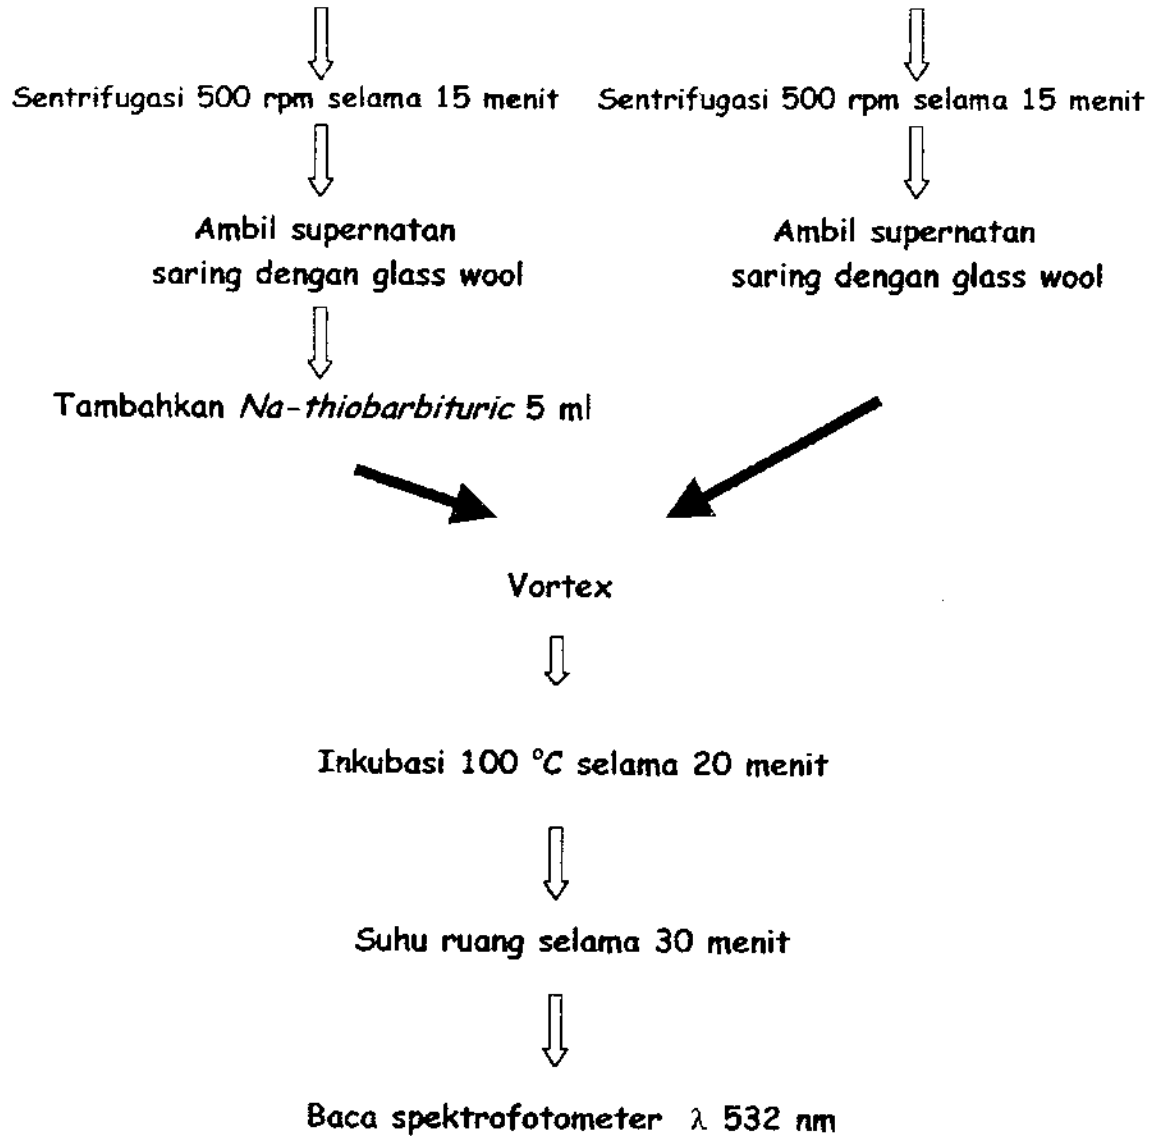 Sentrifugasi 500 rpm selama 15 menit
Sentrifugasi 500 rpm selama 15 menit
Ambil supernatan
saring dengan glass wool
Ambil supernatan
saring dengan glass wool
Tambahkan Na-thiobarbituric 5 ml
Vortex
Inkubasi 100 °C selama 20 menit
Suhu ruang selama 30 menit
Baca spektrofotometer λ 532 nm